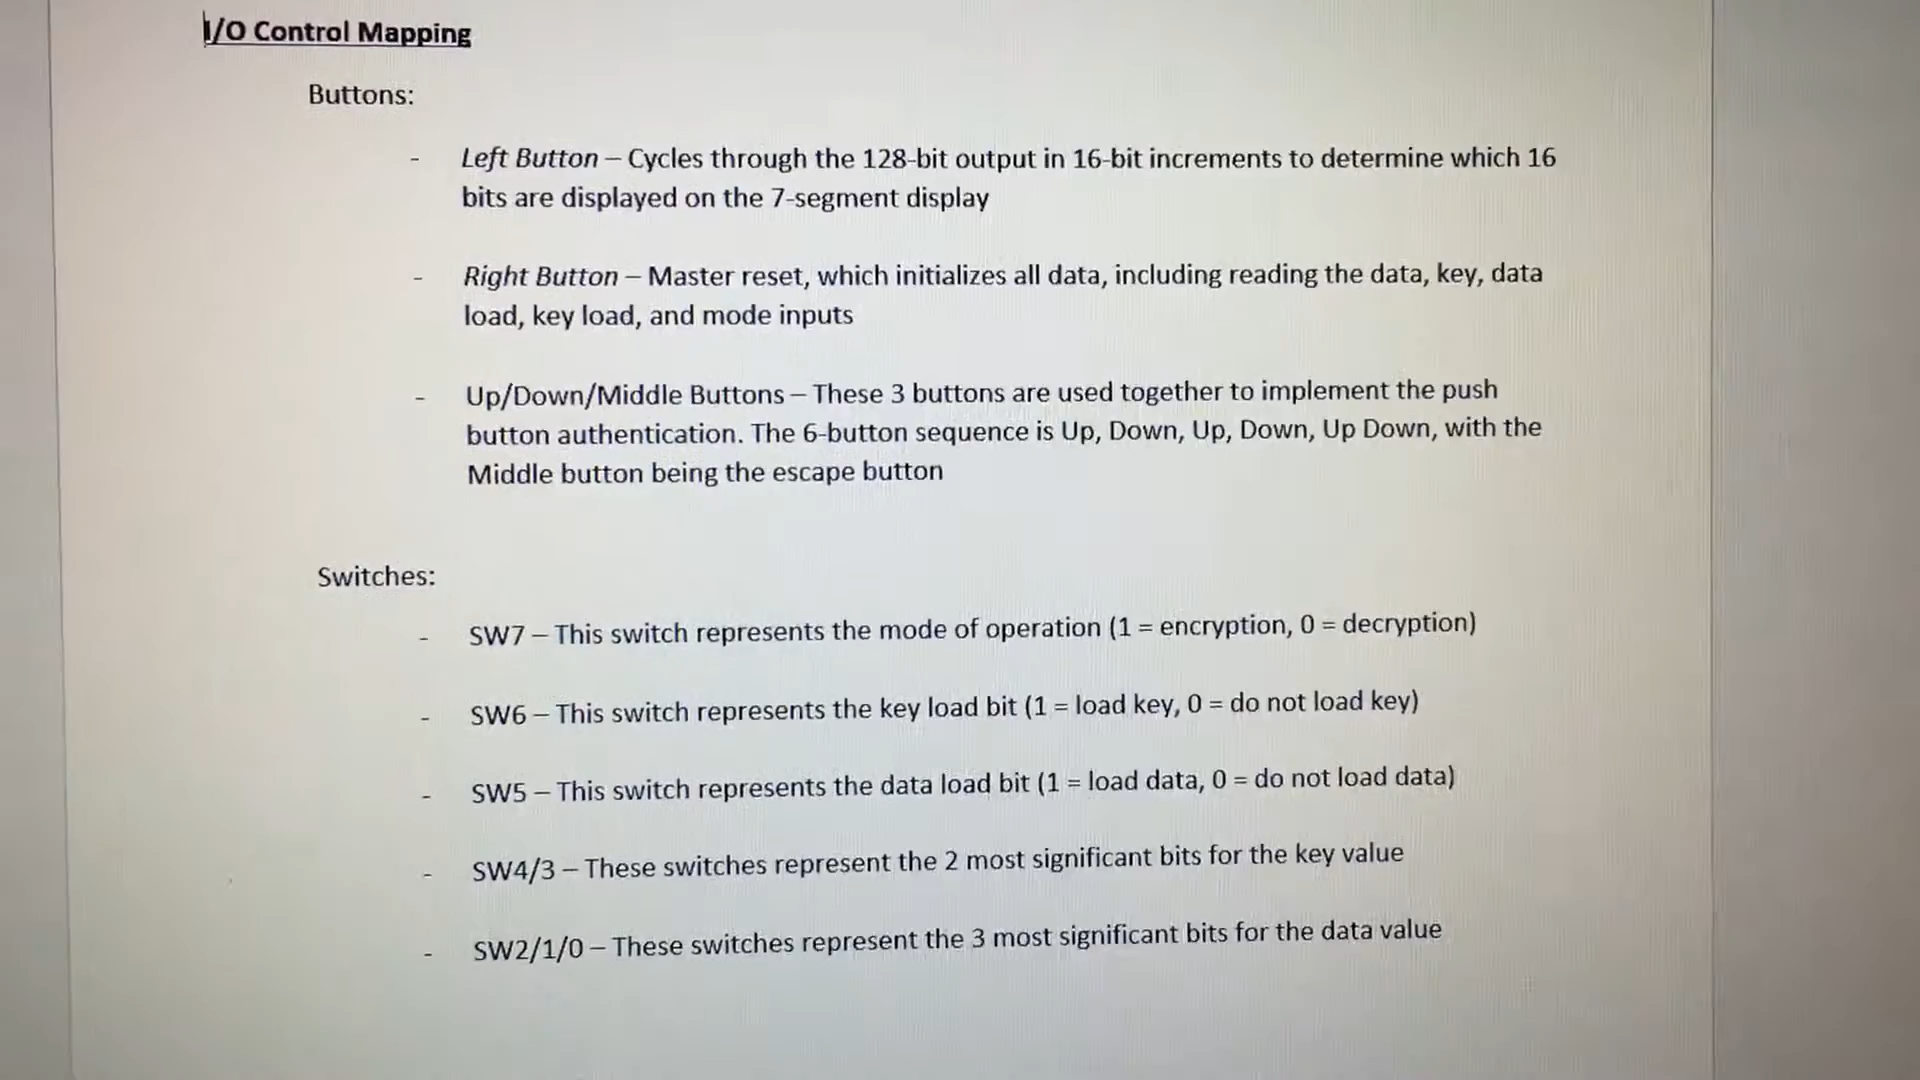 I/O Control Mapping
Buttons:
- Left Button – Cycles through the 128-bit output in 16-bit increments to determine which 16
bits are displayed on the 7-segment display
- Right Button – Master reset, which initializes all data, including reading the data, key, data
load, key load, and mode inputs
- Up/Down/Middle Buttons – These 3 buttons are used together to implement the push
button authentication. The 6-button sequence is Up, Down, Up, Down, Up Down, with the
Middle button being the escape button
Switches:
- SW7 – This switch represents the mode of operation (1 = encryption, 0 = decryption)
- SW6 – This switch represents the key load bit (1 = load key, 0 = do not load key)
- SW5 – This switch represents the data load bit (1 = load data, 0 = do not load data)
- SW4/3 – These switches represent the 2 most significant bits for the key value
- SW2/1/0 – These switches represent the 3 most significant bits for the data value